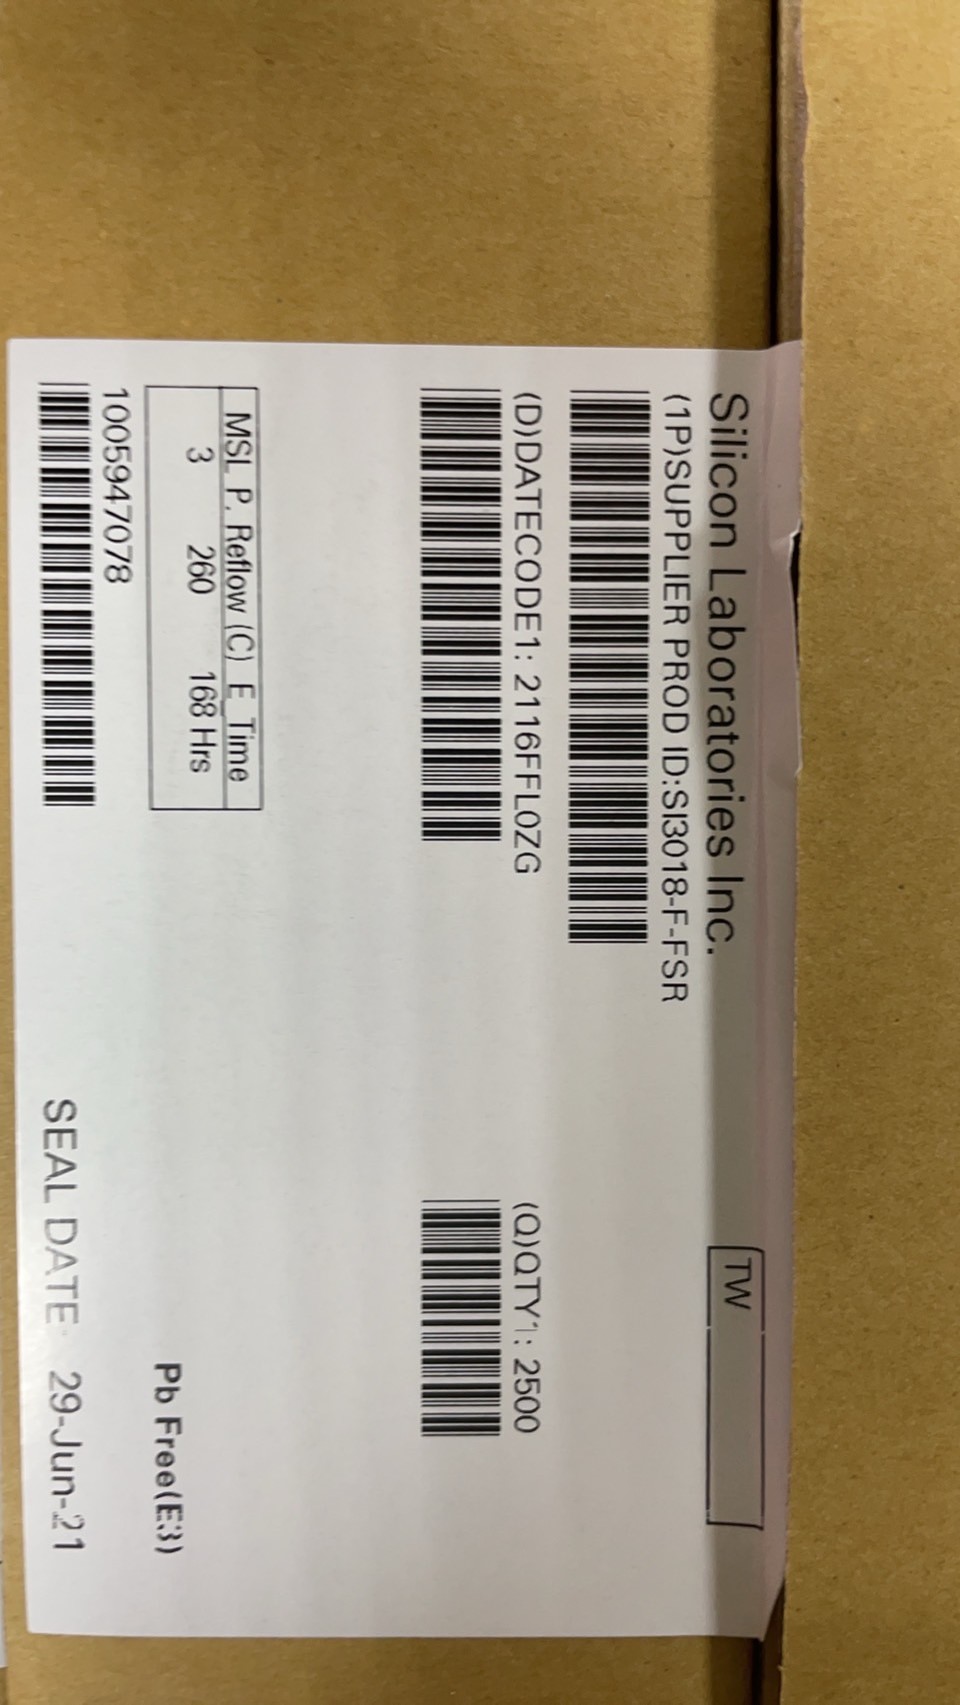 Silicon Laboratories Inc.
TW
(1P)SUPPLIER PROD ID:SI3018-F-FSR
(D)DATECODE1: 2116FFL0ZG
(Q)QTY1: 2500
MSL P. Reflow (C) E_Time
3 260 168 Hrs
Pb Free(E3)
1005947078
SEAL DATE 29-Jun-21